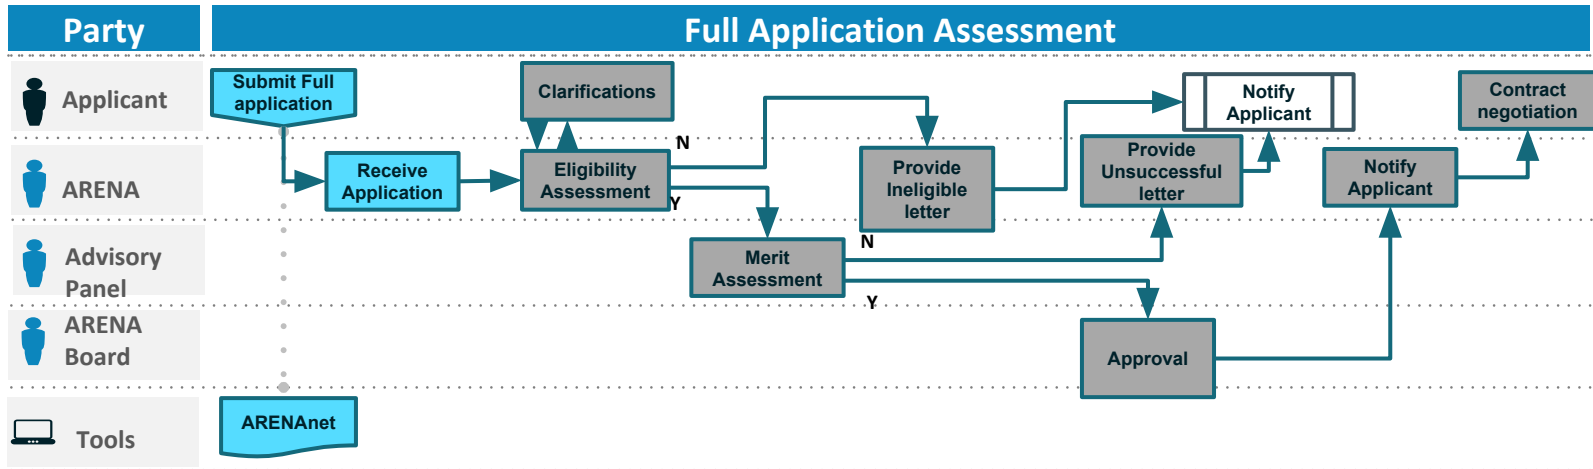 Party
Full Application Assessment
Applicant
Submit Full
application
Clarifications
Notify
Applicant
Contract
negotiation
N
ARENA
Receive
Application
Eligibility
Assessment
Y
Provide
Ineligible
letter
Provide
Unsuccessful
letter
Notify
Applicant
Advisory
Panel
Merit
Assessment
N
Y
ARENA
Board
Approval
Tools
ARENAnet